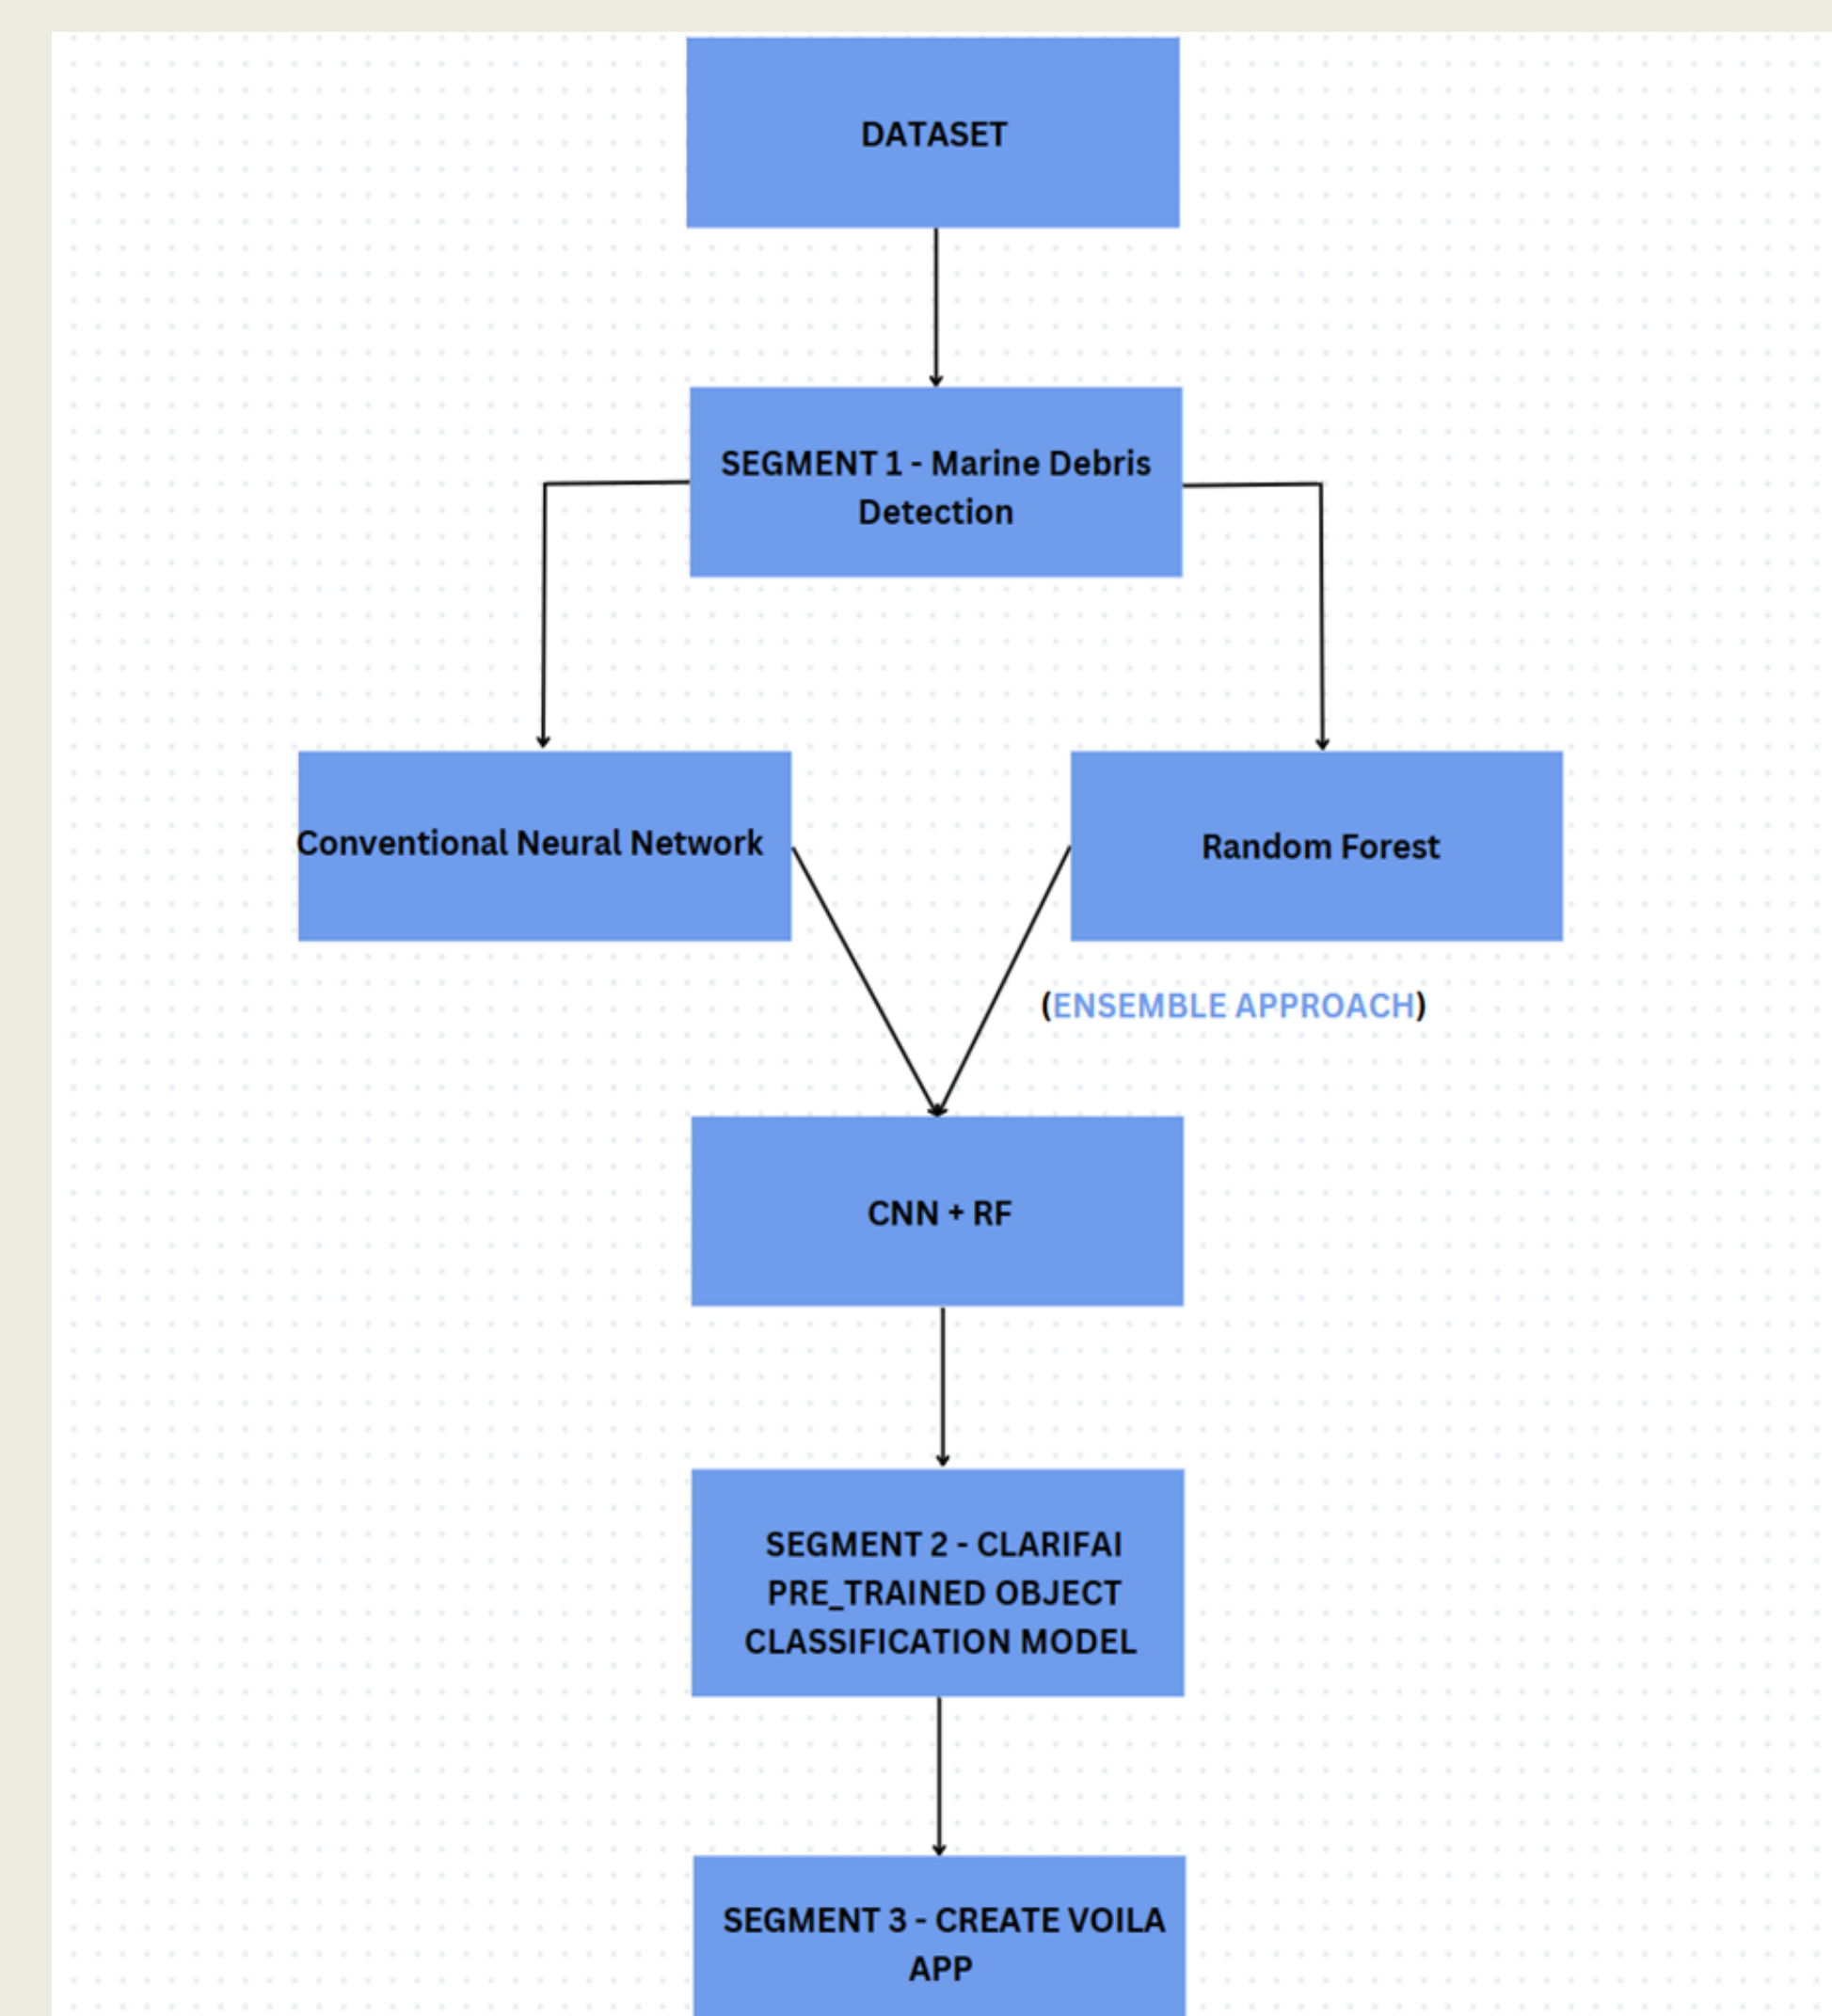 DATASET
SEGMENT 1 - Marine Debris
Detection
Conventional Neural Network
Random Forest
(ENSEMBLE APPROACH)
CNN + RF
SEGMENT 2 - CLARIFAI
PRE_TRAINED OBJECT
CLASSIFICATION MODEL
SEGMENT 3 - CREATE VOILA
APP